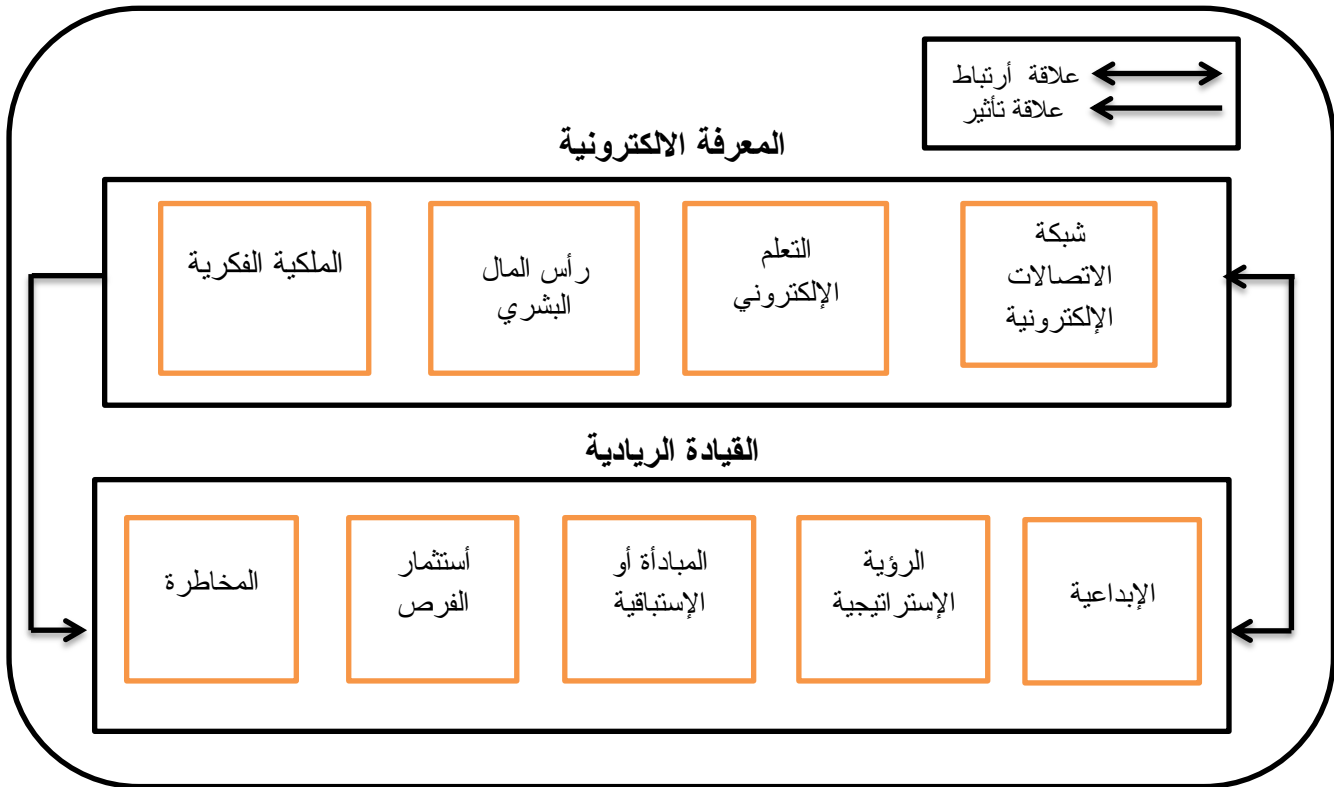 علاقة أرتباط
علاقة تأثير
المعرفة الالكترونية
شبكة
الاتصالات
الإلكترونية
التعلم
الإلكتروني
رأس المال
البشري
الملكية الفكرية
القيادة الريادية
الإبداعية
الرؤية
الإستراتيجية
المبادأة أو
الإستباقية
أستثمار
الفرص
المخاطرة